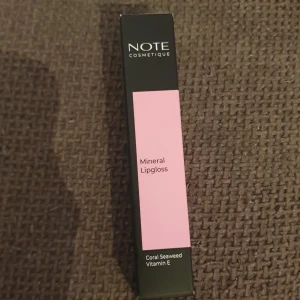 NOTE
COSMETIQUE
Mineral
Lipgloss
Coral Seaweed
Vitamin E